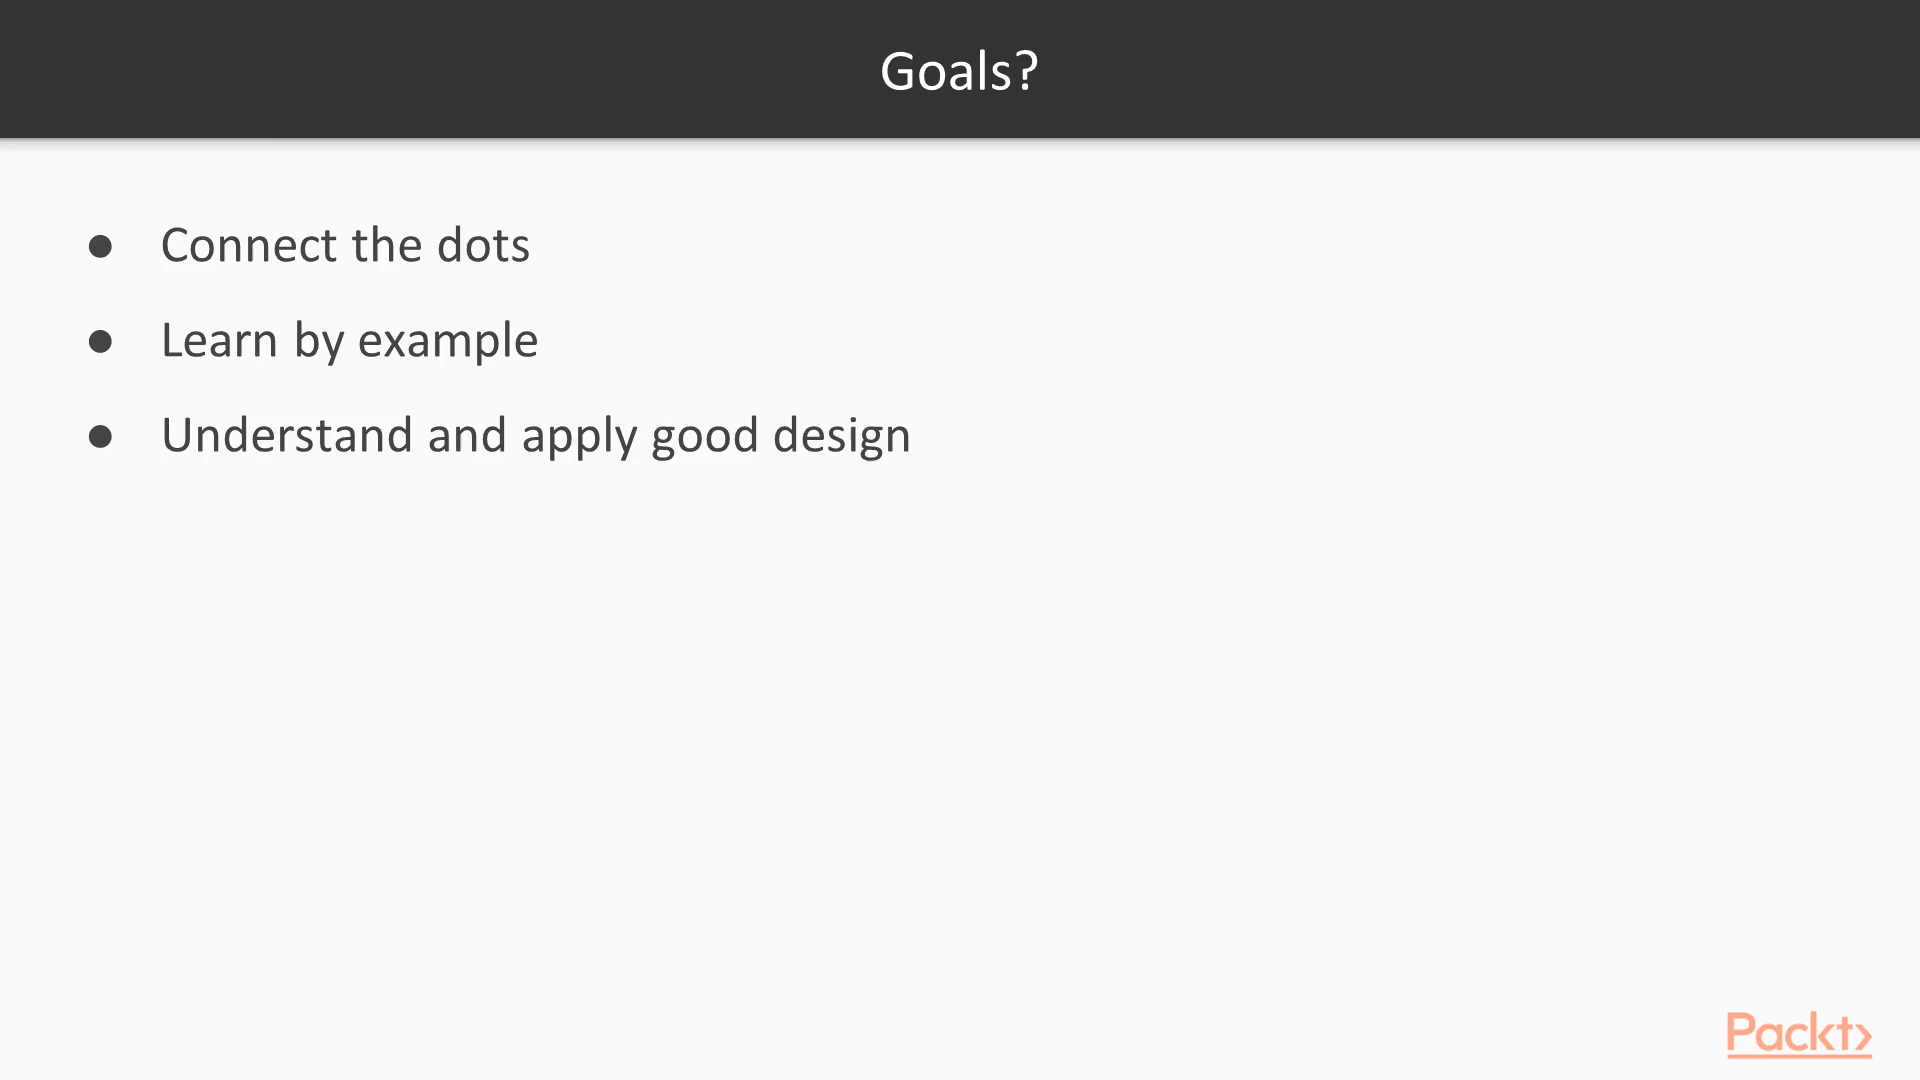 Goals?
● Connect the dots
● Learn by example
● Understand and apply good design
Packt>